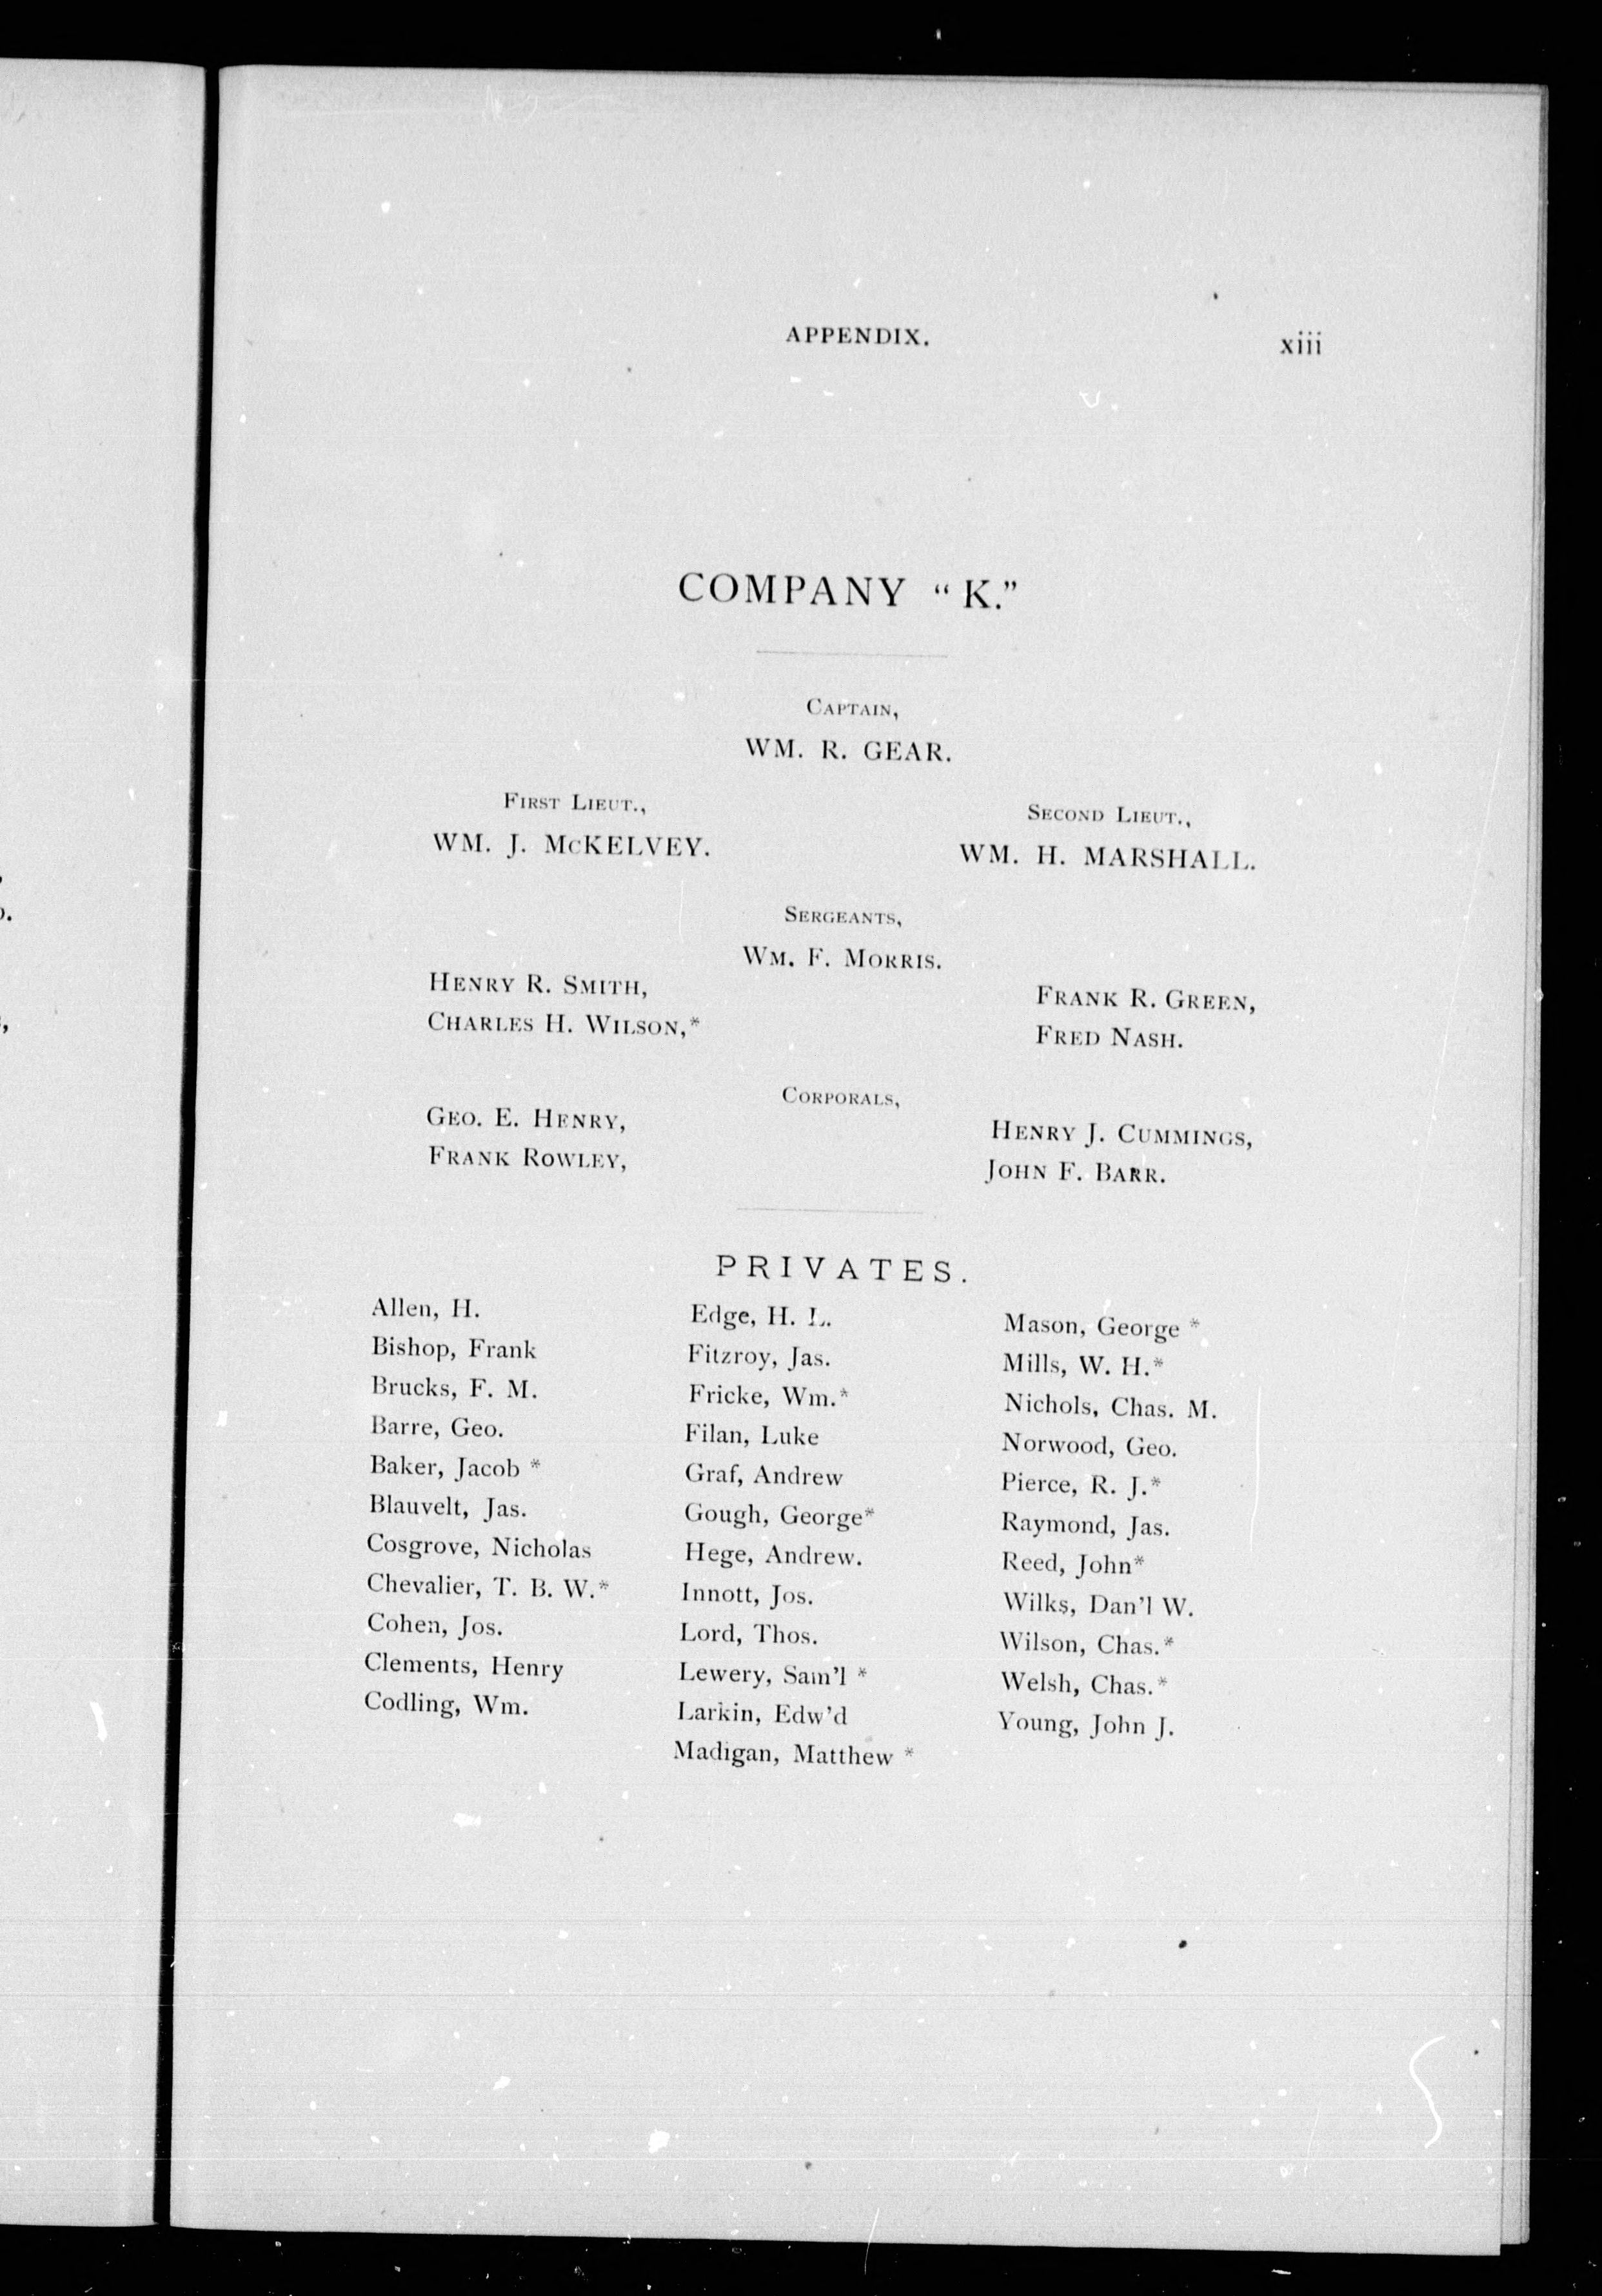 APPENDIX. xiii
COMPANY “K.”
CAPTAIN,
WM. R. GEAR.
FIRST LIEUT.,
WM. J. McKELVEY.
SECOND LIEUT.,
WM. H. MARSHALL.
SERGEANTS,
WM. F. MORRIS.
HENRY R. SMITH,
CHARLES H. WILSON,*
FRANK R. GREEN,
FRED NASH.
CORPORALS,
GEO. E. HENRY,
FRANK ROWLEY,
HENRY J. CUMMINGS,
JOHN F. BARR.
PRIVATES.
Allen, H.
Bishop, Frank
Brucks, F. M.
Barre, Geo.
Baker, Jacob *
Blauvelt, Jas.
Cosgrove, Nicholas
Chevalier, T. B. W.*
Cohen, Jos.
Clements, Henry
Codling, Wm.
Edge, H. L.
Fitzroy, Jas.
Fricke, Wm.*
Filan, Luke
Graf, Andrew
Gough, George*
Hege, Andrew.
Innott, Jos.
Lord, Thos.
Lewery, Sam’l *
Larkin, Edw’d
Madigan, Matthew *
Mason, George *
Mills, W. H.*
Nichols, Chas. M.
Norwood, Geo.
Pierce, R. J.*
Raymond, Jas.
Reed, John*
Wilks, Dan’l W.
Wilson, Chas.*
Welsh, Chas.*
Young, John J.